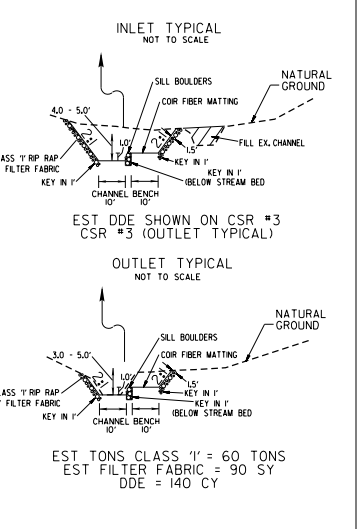 INLET TYPICAL
NOT TO SCALE
SILL BOULDERS
NATURAL
GROUND
COIR FIBER MATTING
4.0 - 5.0'
2:1
1.0'
2:1
1.5'
FILL EX. CHANNEL
ASS 'I' RIP RAP
FILTER FABRIC
KEY IN 1'
KEY IN 1'
KEY IN 1'
(BELOW STREAM BED
CHANNEL BENCH
10' 10'
EST DDE SHOWN ON CSR #3
CSR #3 (OUTLET TYPICAL)
OUTLET TYPICAL
NOT TO SCALE
NATURAL
GROUND
SILL BOULDERS
3.0 - 5.0'
COIR FIBER MATTING
2:1
1.0'
2:1
1.5'
ASS 'I' RIP RAP
FILTER FABRIC
KEY IN 1'
KEY IN 1'
KEY IN 1'
(BELOW STREAM BED
CHANNEL BENCH
10' 10'
EST TONS CLASS 'I' = 60 TONS
EST FILTER FABRIC = 90 SY
DDE = 140 CY